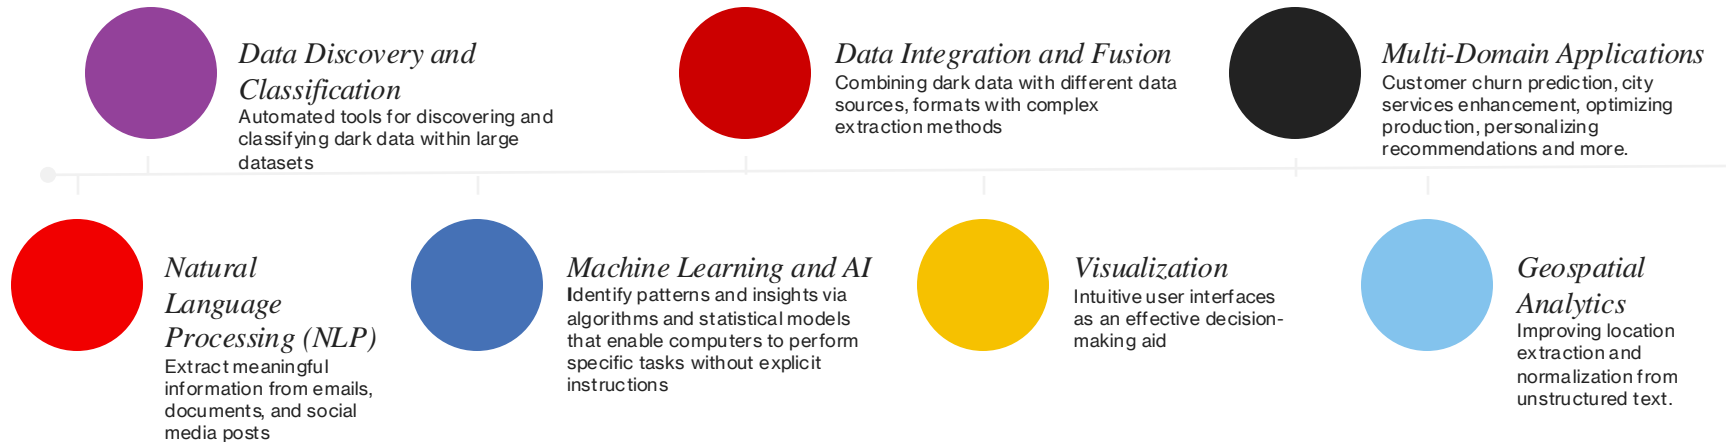 Data Discovery and
Classification
Automated tools for discovering and
classifying dark data within large
datasets
Data Integration and Fusion
Combining dark data with different data
sources, formats with complex
extraction methods
Multi-Domain Applications
Customer churn prediction, city
services enhancement, optimizing
production, personalizing
recommendations and more.
Natural
Language
Processing (NLP)
Extract meaningful
information from emails,
documents, and social
media posts
Machine Learning and AI
Identify patterns and insights via
algorithms and statistical models
that enable computers to perform
specific tasks without explicit
instructions
Visualization
Intuitive user interfaces
as an effective decision-
making aid
Geospatial
Analytics
Improving location
extraction and
normalization from
unstructured text.